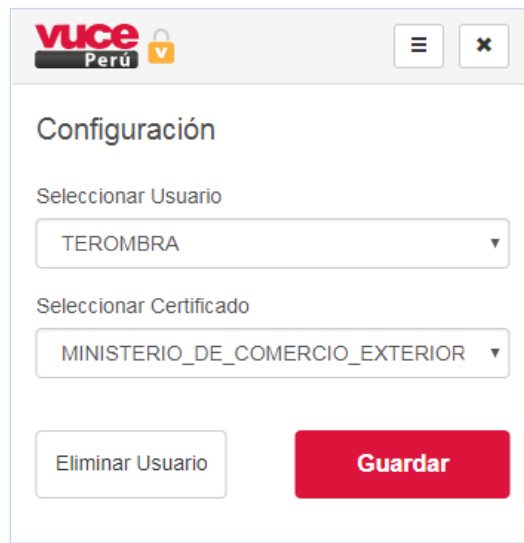 vuce
Perú
V
Configuración
Seleccionar Usuario
TEROMBRA
Seleccionar Certificado
MINISTERIO_DE_COMERCIO_EXTERIOR
Eliminar Usuario
Guardar